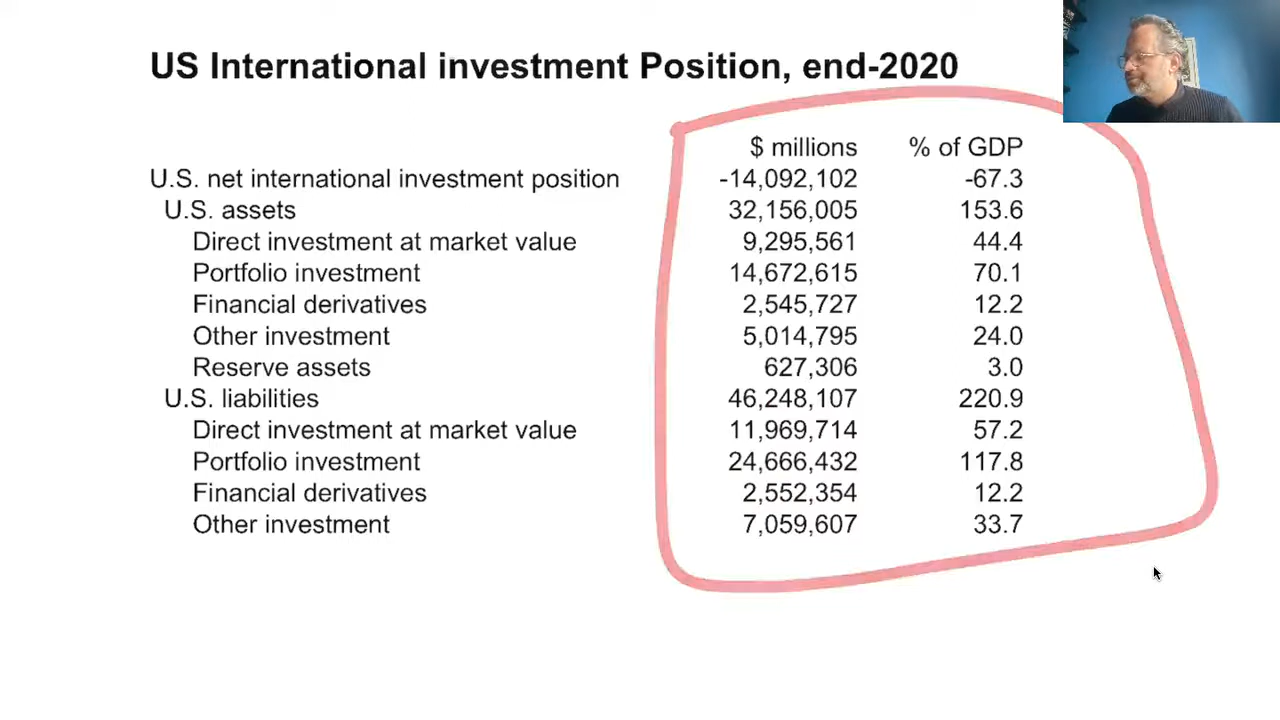 US International investment Position, end-2020
$ millions % of GDP
U.S. net international investment position -14,092,102 -67.3
U.S. assets 32,156,005 153.6
Direct investment at market value 9,295,561 44.4
Portfolio investment 14,672,615 70.1
Financial derivatives 2,545,727 12.2
Other investment 5,014,795 24.0
Reserve assets 627,306 3.0
U.S. liabilities 46,248,107 220.9
Direct investment at market value 11,969,714 57.2
Portfolio investment 24,666,432 117.8
Financial derivatives 2,552,354 12.2
Other investment 7,059,607 33.7